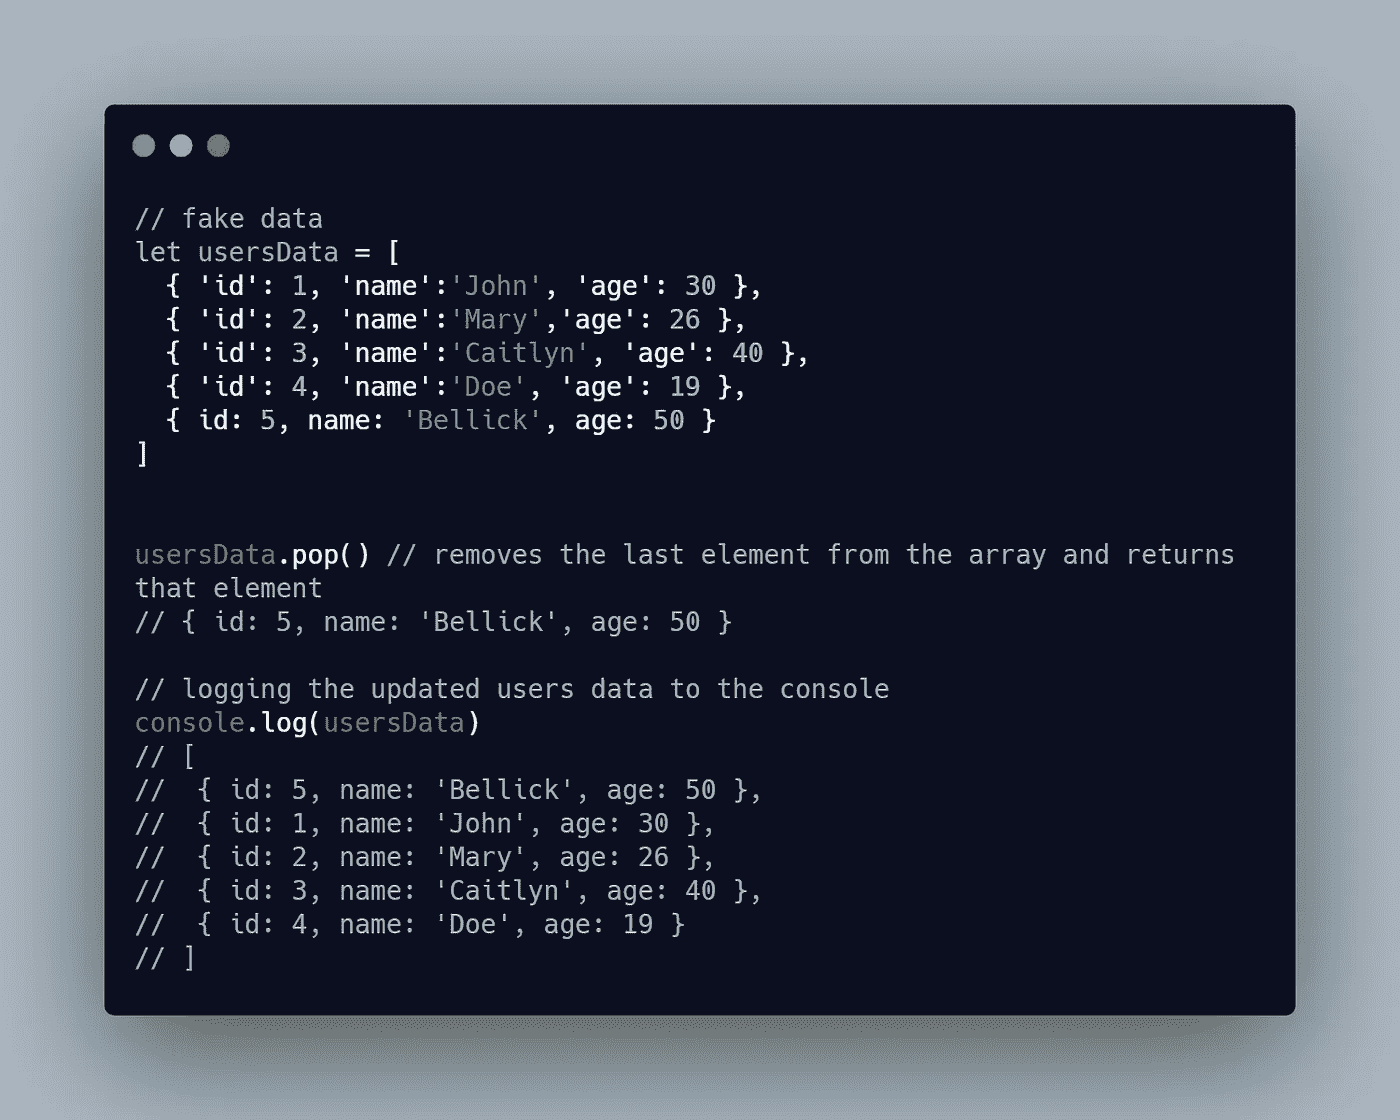 // fake data
let usersData = [
  { 'id': 1, 'name':'John', 'age': 30 },
  { 'id': 2, 'name':'Mary','age': 26 },
  { 'id': 3, 'name':'Caitlyn', 'age': 40 },
  { 'id': 4, 'name':'Doe', 'age': 19 },
  { id: 5, name: 'Bellick', age: 50 }
]
usersData.pop() // removes the last element from the array and returns
that element
// { id: 5, name: 'Bellick', age: 50 }
// logging the updated users data to the console
console.log(usersData)
// [
//  { id: 5, name: 'Bellick', age: 50 },
//  { id: 1, name: 'John', age: 30 },
//  { id: 2, name: 'Mary', age: 26 },
//  { id: 3, name: 'Caitlyn', age: 40 },
//  { id: 4, name: 'Doe', age: 19 }
// ]